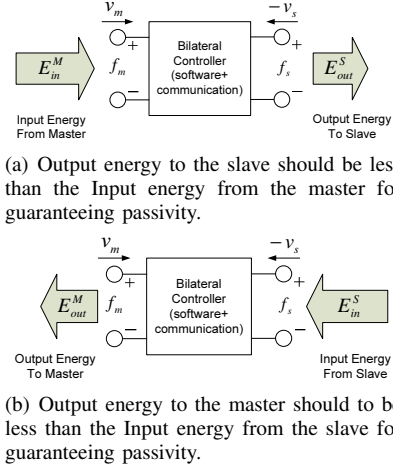 v_m
−v_s
E_in^M
+
f_m
−
Bilateral
Controller
(software+
communication)
+
f_s
−
E_out^S
Input Energy
From Master
Output Energy
To Slave
(a) Output energy to the slave should be les
than the Input energy from the master fo
guaranteeing passivity.
v_m
−v_s
E_out^M
+
f_m
−
Bilateral
Controller
(software+
communication)
+
f_s
−
E_in^S
Output Energy
To Master
Input Energy
From Slave
(b) Output energy to the master should to be
less than the Input energy from the slave fo
guaranteeing passivity.